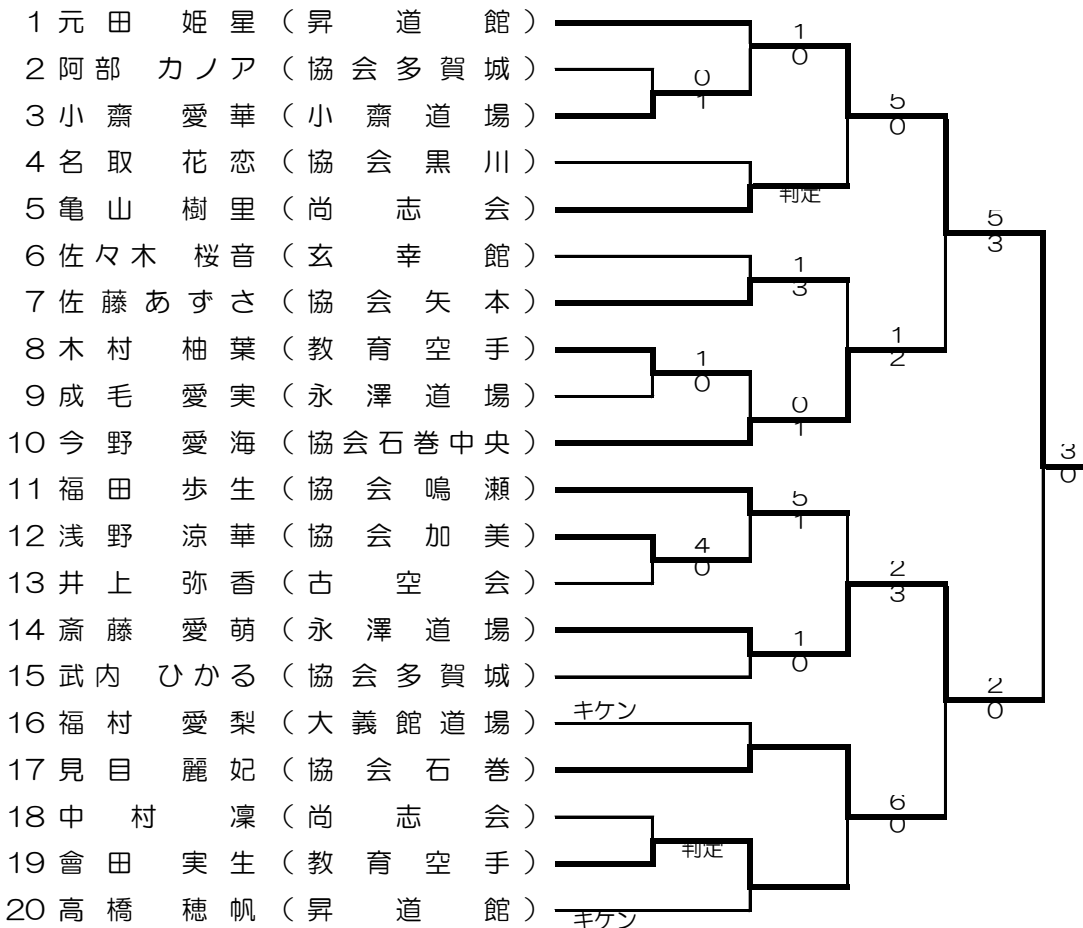 1 元田 姫星 (昇道館)
1
0
2 阿部 カノア (協会多賀城)
0
1
3 小齋 愛華 (小齋道場)
5
0
4 名取 花恋 (協会黒川)
判定
5 亀山 樹里 (尚志会)
5
3
6 佐々木 桜音 (玄幸館)
1
3
7 佐藤あずさ (協会矢本)
1
2
8 木村 柚葉 (教育空手)
1
0
9 成毛 愛実 (永澤道場)
0
1
10 今野 愛海 (協会石巻中央)
3
0
11 福田 歩生 (協会鳴瀬)
5
1
12 浅野 涼華 (協会加美)
4
0
13 井上 弥香 (古空会)
2
3
14 斎藤 愛萌 (永澤道場)
1
0
15 武内 ひかる (協会多賀城)
2
0
16 福村 愛梨 (大義館道場)
キケン
17 見目 麗妃 (協会石巻)
6
0
18 中村 凜 (尚志会)
判定
19 會田 実生 (教育空手)
20 高橋 穂帆 (昇道館)
キケン